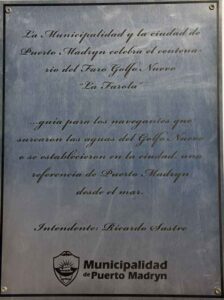 La Municipalidad y la ciudad de
Puerto Madryn celebra el centena-
rio del Faro Golfo Nuevo
"La Farola"
...guía para los navegantes que
surcaron las aguas del Golfo Nuevo
o se establecieron en la ciudad, una
referencia de Puerto Madryn
desde el mar.
Intendente: Ricardo Sastre
Municipalidad
de Puerto Madryn